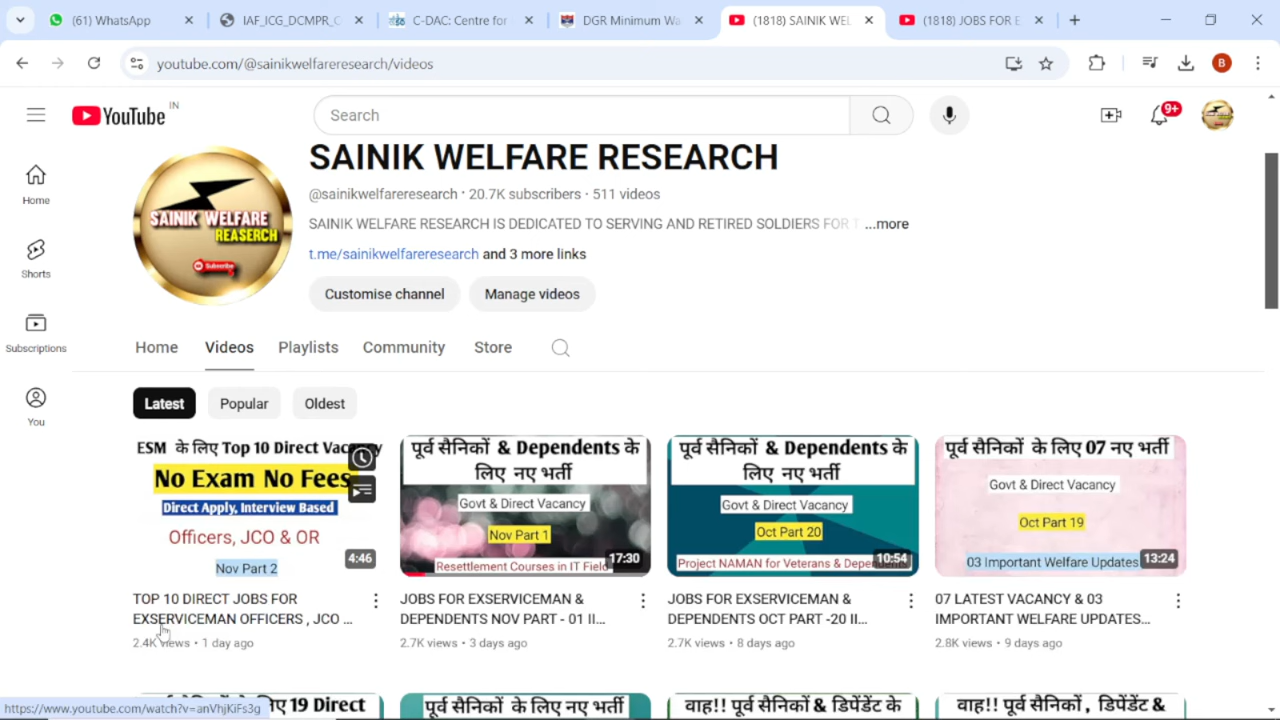 (61) WhatsApp
IAF_ICG_DCMPR_C
C-DAC: Centre for
DGR Minimum Wa
(1818) SAINIK WEL
(1818) JOBS FOR E
youtube.com/@sainikwelfareresearch/videos
B
YouTube IN
Search
9+
SAINIK WELFARE RESEARCH
@sainikwelfareresearch · 20.7K subscribers · 511 videos
SAINIK WELFARE RESEARCH IS DEDICATED TO SERVING AND RETIRED SOLDIERS FOR T ...more
t.me/sainikwelfareresearch and 3 more links
Customise channel
Manage videos
SAINIK WELFARE
REASERCH
Subscribe
Home
Shorts
Subscriptions
You
Home
Videos
Playlists
Community
Store
Latest
Popular
Oldest
ESM के लिए Top 10 Direct Vacancy
No Exam No Fees
Direct Apply, Interview Based
Officers, JCO & OR
Nov Part 2
4:46
TOP 10 DIRECT JOBS FOR
EXSERVICEMAN OFFICERS , JCO ...
2.4K views · 1 day ago
पूर्व सैनिकों & Dependents के
लिए नए भर्ती
Govt & Direct Vacancy
Nov Part 1
17:30
Resettlement Courses in IT Field
JOBS FOR EXSERVICEMAN &
DEPENDENTS NOV PART - 01 II...
2.7K views · 3 days ago
पूर्व सैनिकों & Dependents के
लिए नए भर्ती
Govt & Direct Vacancy
Oct Part 20
10:54
Project NAMAN for Veterans & Dependents
JOBS FOR EXSERVICEMAN &
DEPENDENTS OCT PART -20 II...
2.7K views · 8 days ago
पूर्व सैनिकों के लिए 07 नए भर्ती
Govt & Direct Vacancy
Oct Part 19
03 Important Welfare Updates
13:24
07 LATEST VACANCY & 03
IMPORTANT WELFARE UPDATES...
2.8K views · 9 days ago
लिए 19 Direct
पूर्व सैनिकों के लिए नए भर्ती
वाह!! पूर्व सैनिकों & डिपेंडेंट के
वाह!! पूर्व सैनिकों , डिपेंडेंट &
https://www.youtube.com/watch?v=anVhjKiFs3g